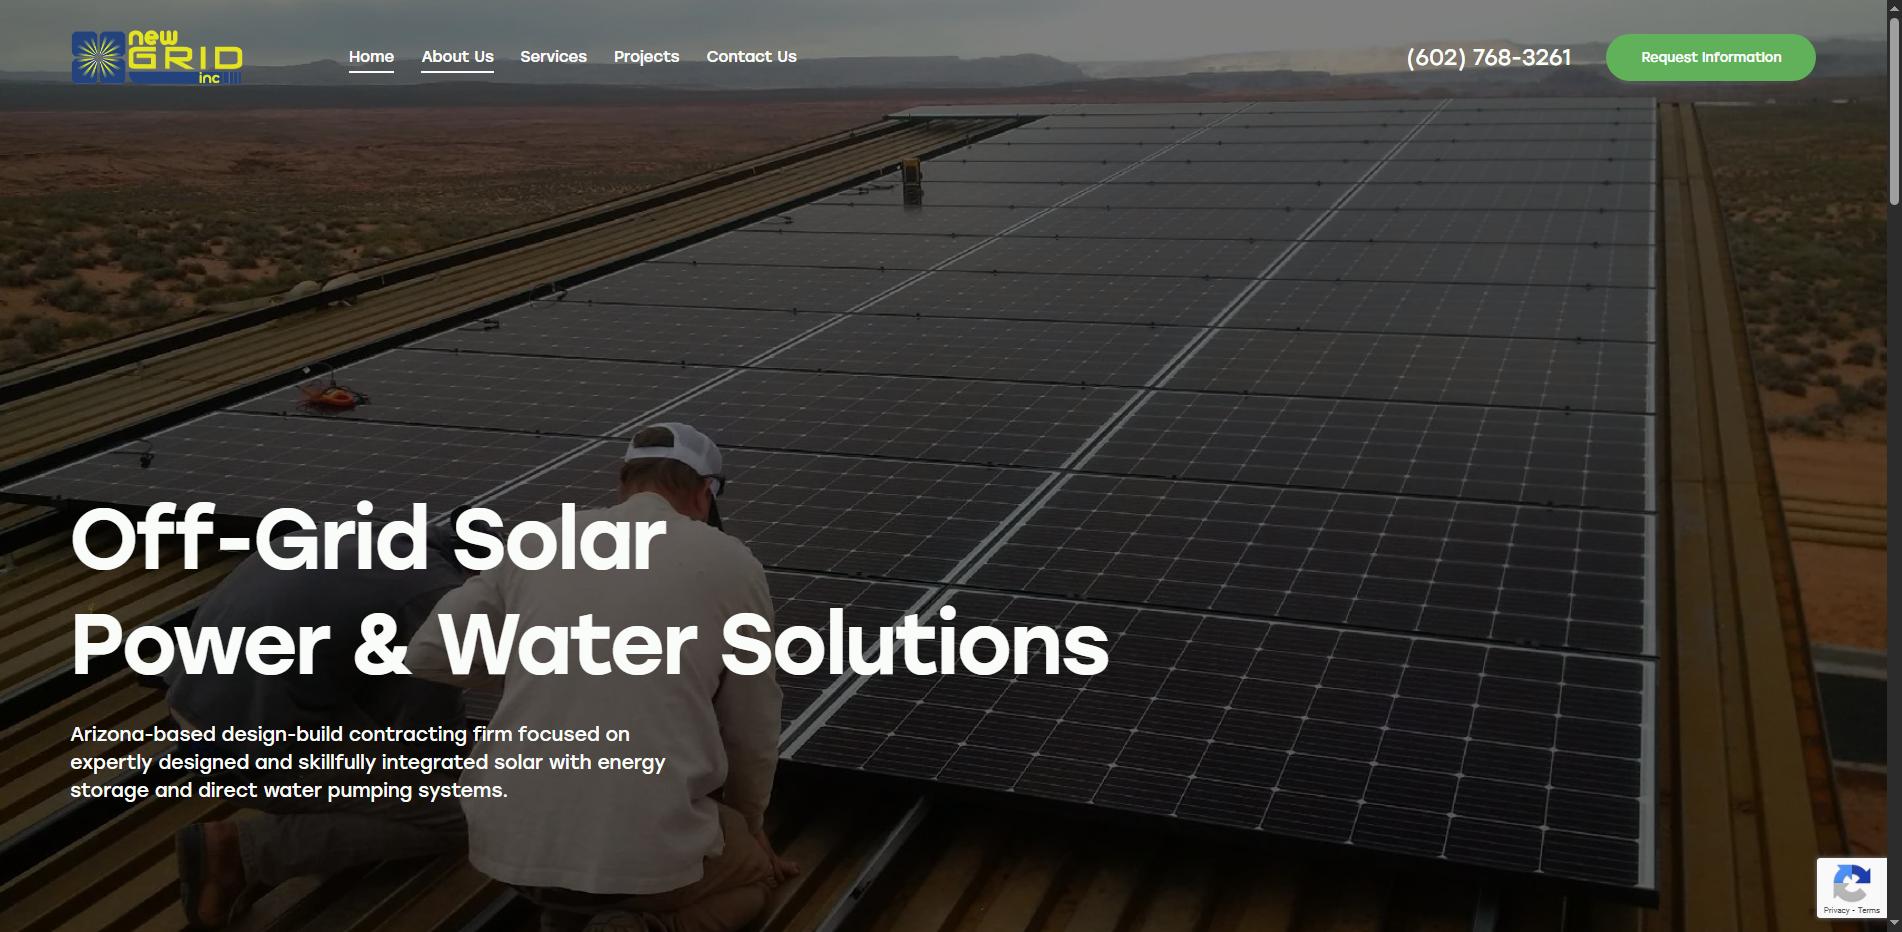 new
GRID
inc
Home About Us Services Projects Contact Us
(602) 768-3261
Request Information
Off-Grid Solar
Power & Water Solutions
Arizona-based design-build contracting firm focused on
expertly designed and skillfully integrated solar with energy
storage and direct water pumping systems.
Privacy - Terms